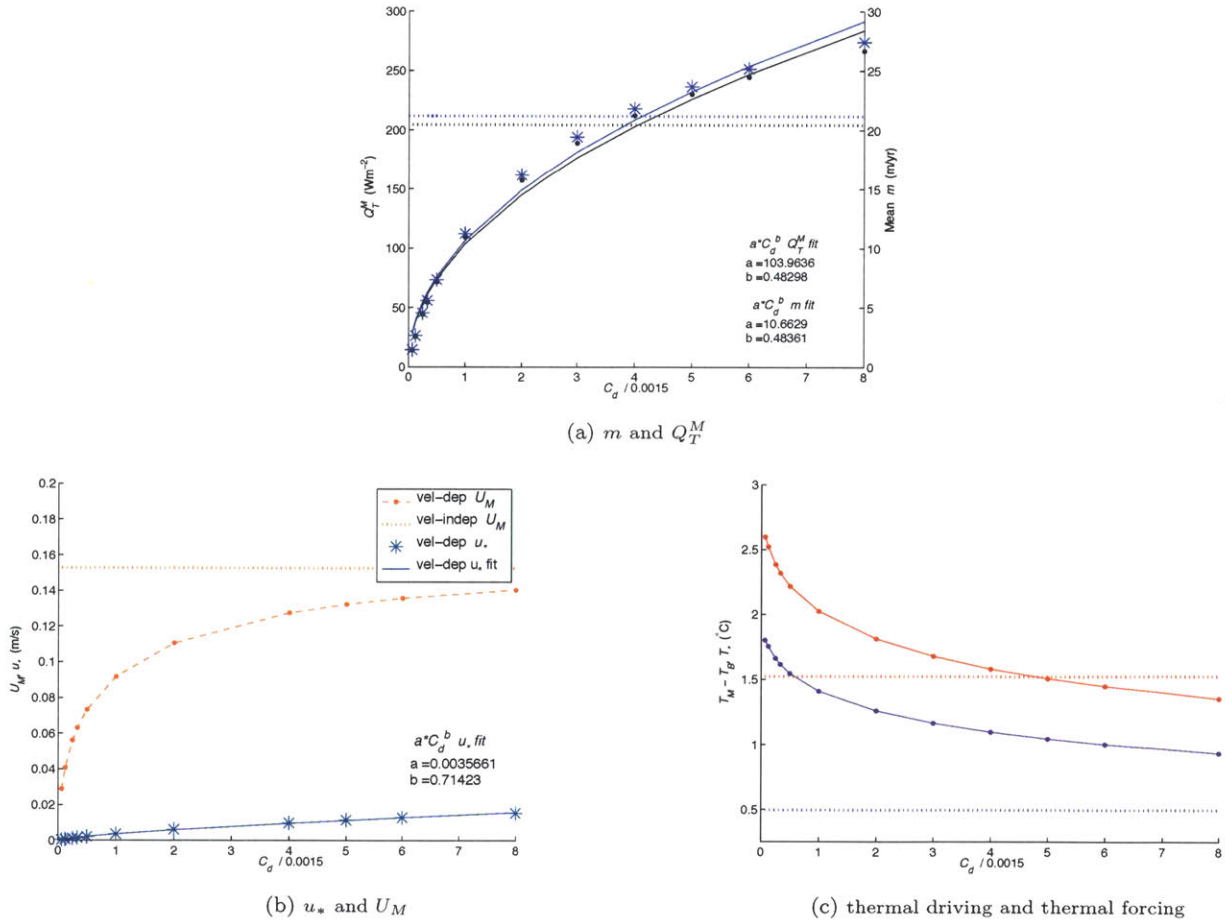 300
250
200
150
100
50
0
Q_T^M (Wm⁻²)
30
25
20
15
10
5
0
Mean m (m/yr)
a*C_d^b Q_T^M fit
a =103.9636
b =0.48298
a*C_d^b m fit
a =10.6629
b =0.48361
0 1 2 3 4 5 6 7 8
C_d / 0.0015
(a) m and Q_T^M
0.2
0.18
0.16
0.14
0.12
0.1
0.08
0.06
0.04
0.02
0
U_M, u_* (m/s)
vel-dep U_M
vel-indep U_M
vel-dep u_*
vel-dep u_* fit
a*C_d^b u_* fit
a =0.0035661
b =0.71423
0 1 2 3 4 5 6 7 8
C_d / 0.0015
(b) u_* and U_M
3
2.5
2
1.5
1
0.5
T_M − T_B, T_* (°C)
0 1 2 3 4 5 6 7 8
C_d / 0.0015
(c) thermal driving and thermal forcing